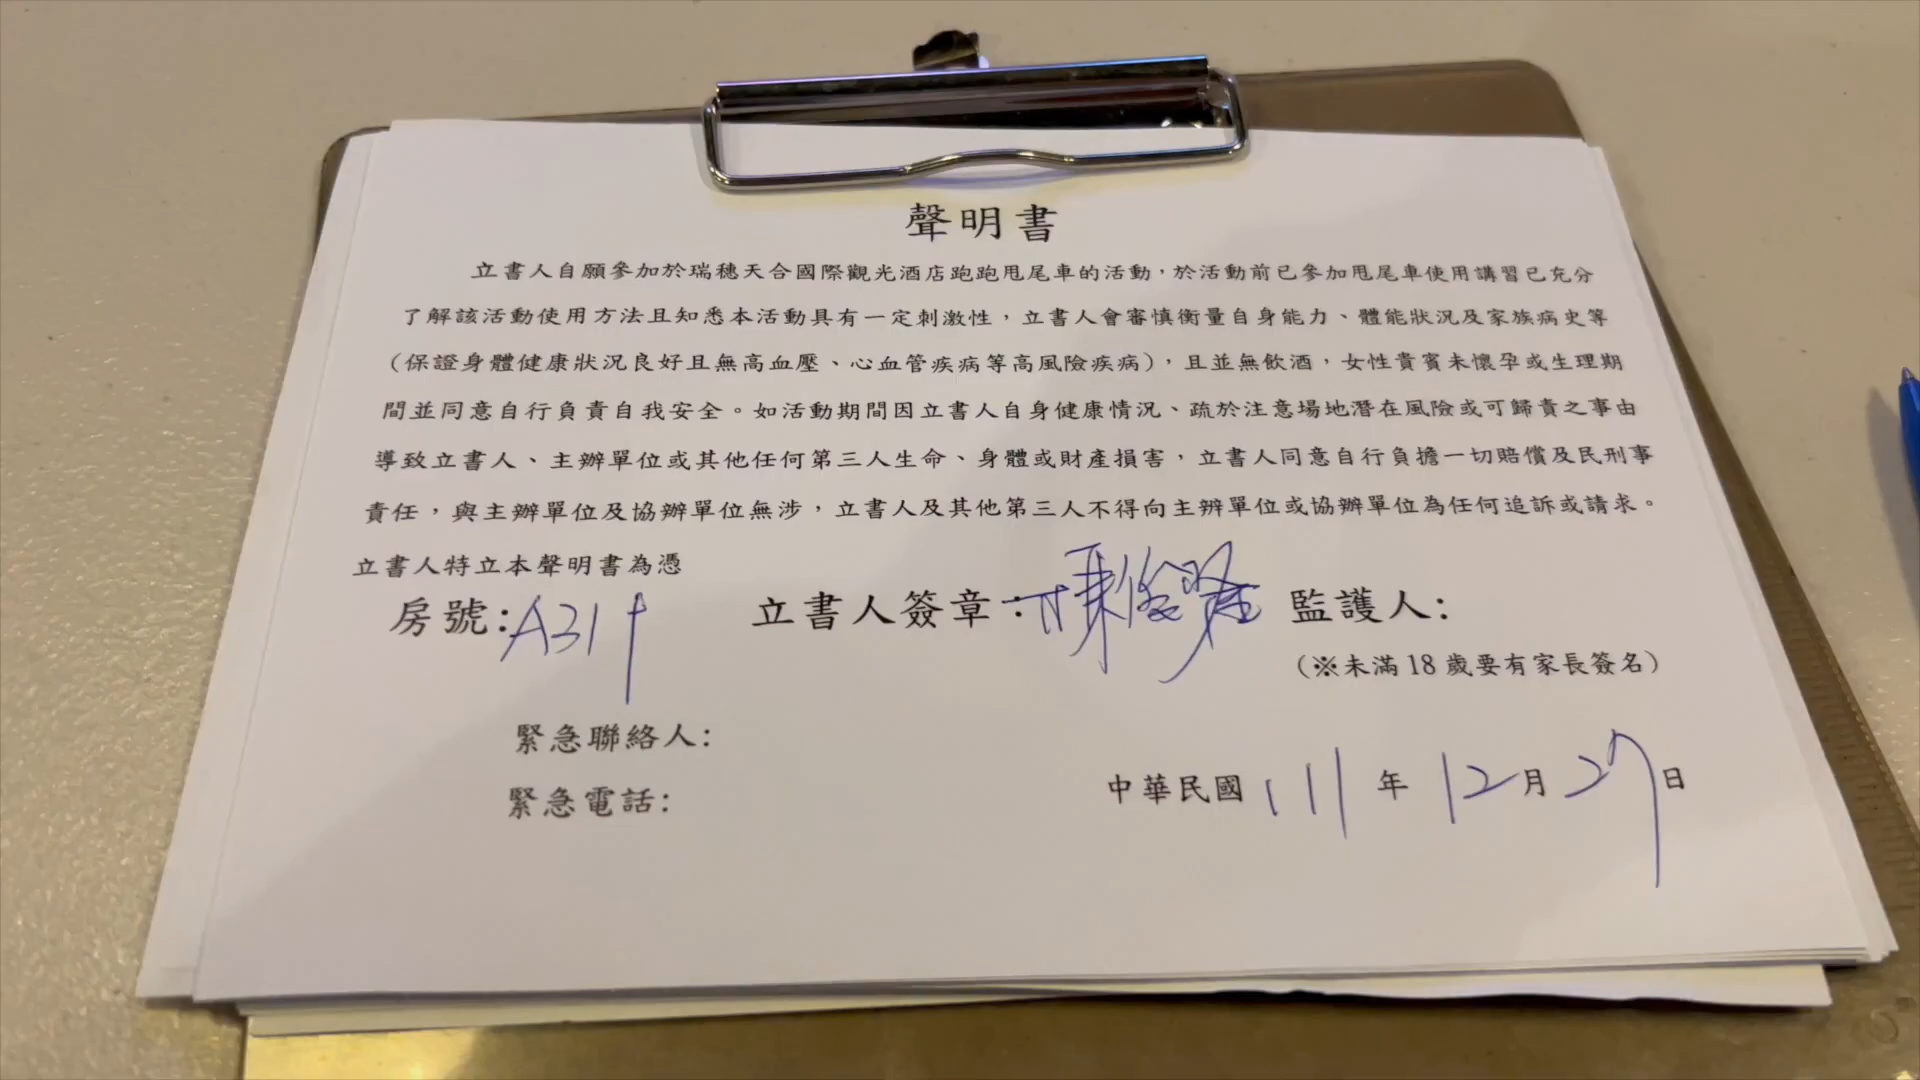 聲明書
立書人自願參加於瑞穗天合國際觀光酒店跑跑甩尾車的活動，於活動前已參加甩尾車使用講習已充分
了解該活動使用方法且知悉本活動具有一定刺激性，立書人會審慎衡量自身能力、體能狀況及家族病史等
（保證身體健康狀況良好且無高血壓、心血管疾病等高風險疾病），且並無飲酒，女性貴賓未懷孕或生理期
間並同意自行負責自我安全。如活動期間因立書人自身健康情況、疏於注意場地潛在風險或可歸責之事由
導致立書人、主辦單位或其他任何第三人生命、身體或財產損害，立書人同意自行負擔一切賠償及民刑事
責任，與主辦單位及協辦單位無涉，立書人及其他第三人不得向主辦單位或協辦單位為任何追訴或請求。
立書人特立本聲明書為憑
房號: 立書人簽章: 監護人:
（※未滿18歲要有家長簽名）
緊急聯絡人:
中華民國 111 年 12 月 27 日
緊急電話: